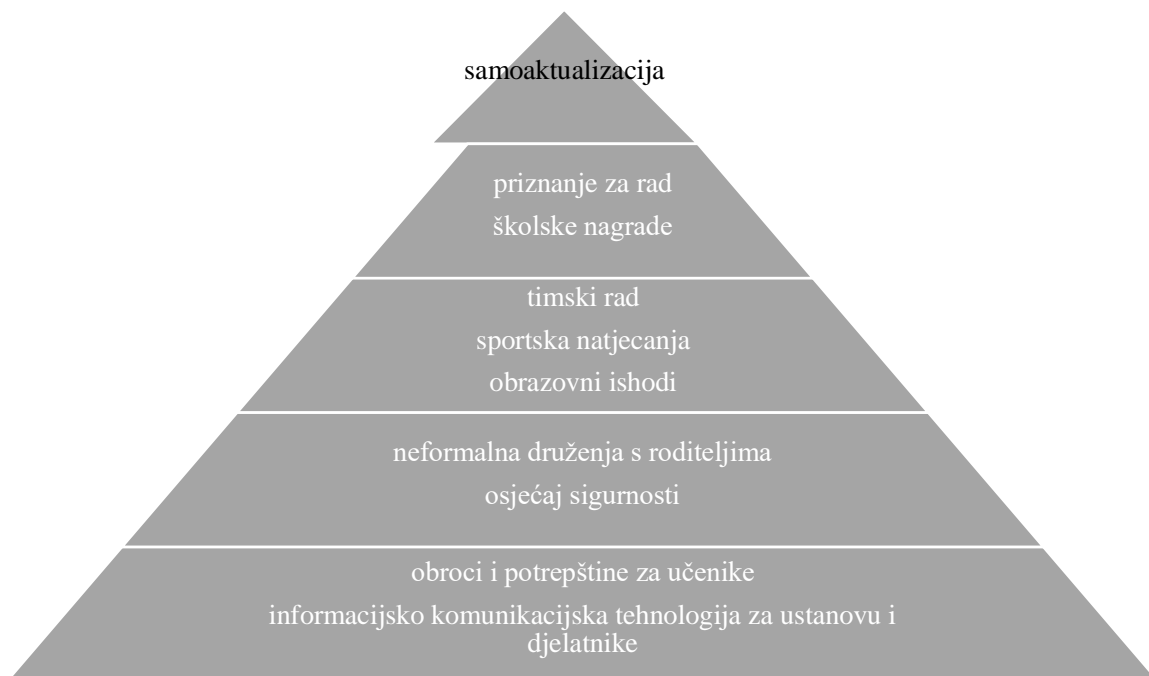 samoaktualizacija
priznanje za rad
školske nagrade
timski rad
sportska natjecanja
obrazovni ishodi
neformalna druženja s roditeljima
osjećaj sigurnosti
obroci i potrepštine za učenike
informacijsko komunikacijska tehnologija za ustanovu i
djelatnike